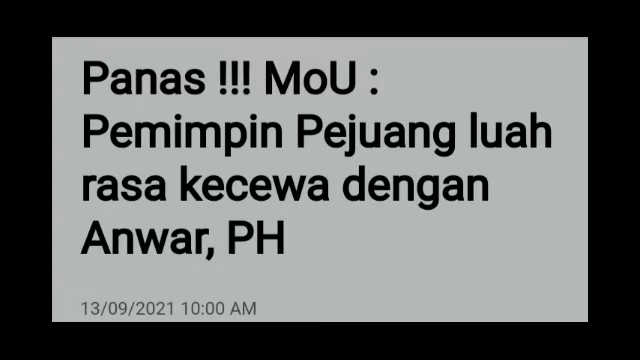 Panas !!! MoU :
Pemimpin Pejuang luah
rasa kecewa dengan
Anwar, PH
13/09/2021 10:00 AM